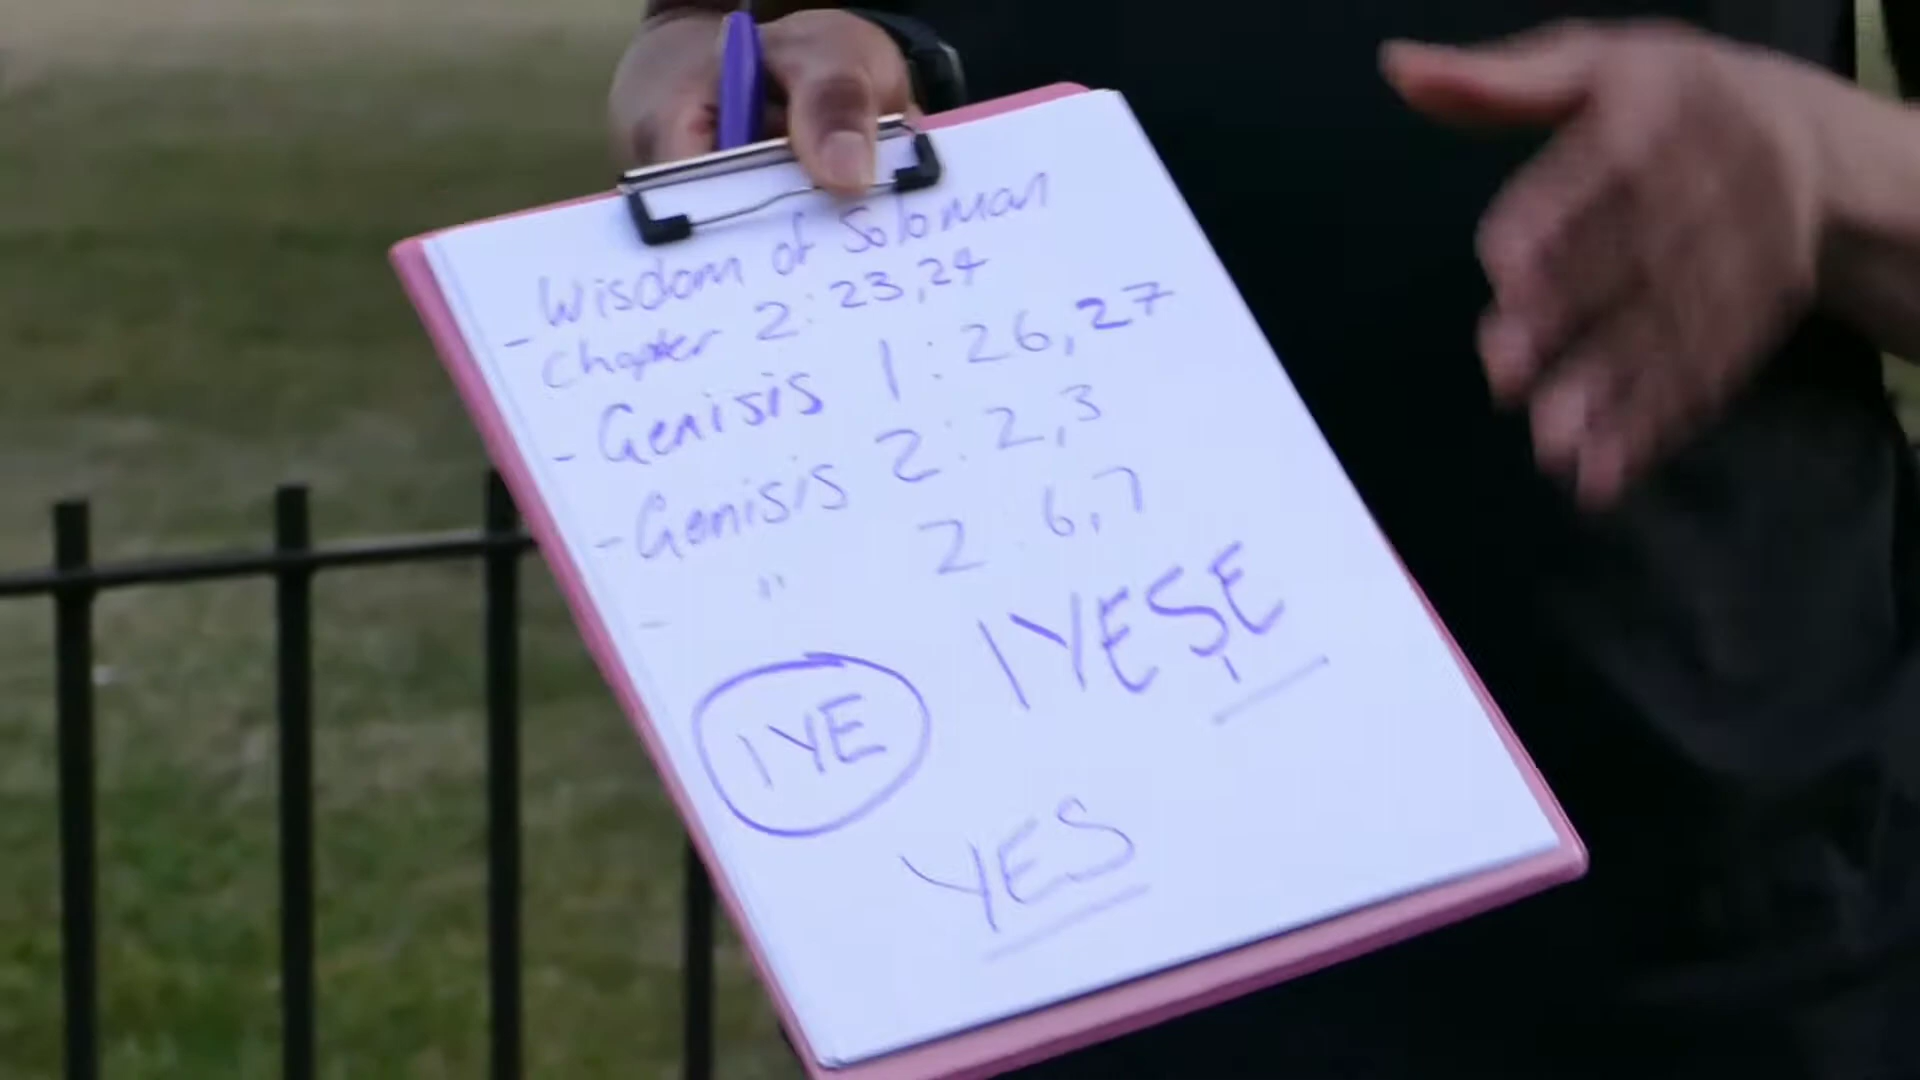 - Wisdom of Soloman
Chapter 2:23,24
- Genisis 1:26,27
- Genisis 2:2,3
- " 2:6,7
IYESE
IYE
YES